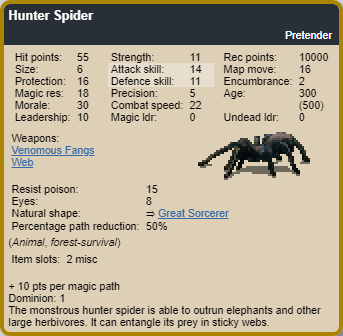 Hunter Spider
Pretender
Hit points: 55 Strength: 11 Rec points: 10000
Size: 6 Attack skill: 14 Map move: 16
Protection: 16 Defence skill: 11 Encumbrance: 2
Magic res: 18 Precision: 5 Age: 300
Morale: 30 Combat speed: 22 (500)
Leadership: 10 Magic ldr: 0 Undead ldr: 0
Weapons:
Venomous Fangs
Web
Resist poison: 15
Eyes: 8
Natural shape: ⇒ Great Sorcerer
Percentage path reduction: 50%
(Animal, forest-survival)
Item slots: 2 misc
+ 10 pts per magic path
Dominion: 1
The monstrous hunter spider is able to outrun elephants and other
large herbivores. It can entangle its prey in sticky webs.